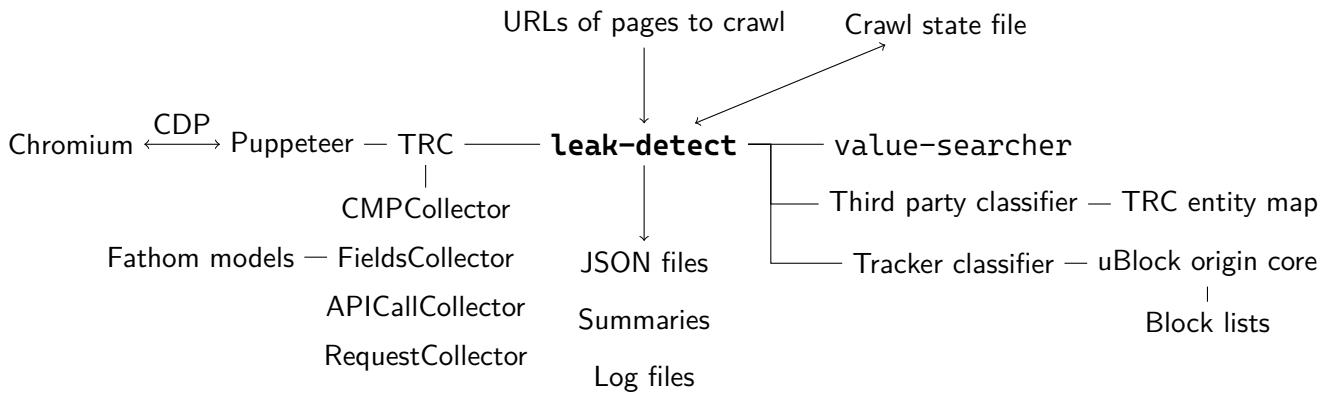 URLs of pages to crawl
Crawl state file
CDP
Chromium
Puppeteer
TRC
leak-detect
value-searcher
CMPCollector
Third party classifier
TRC entity map
Fathom models
FieldsCollector
JSON files
Tracker classifier
uBlock origin core
APICallCollector
Summaries
Block lists
RequestCollector
Log files